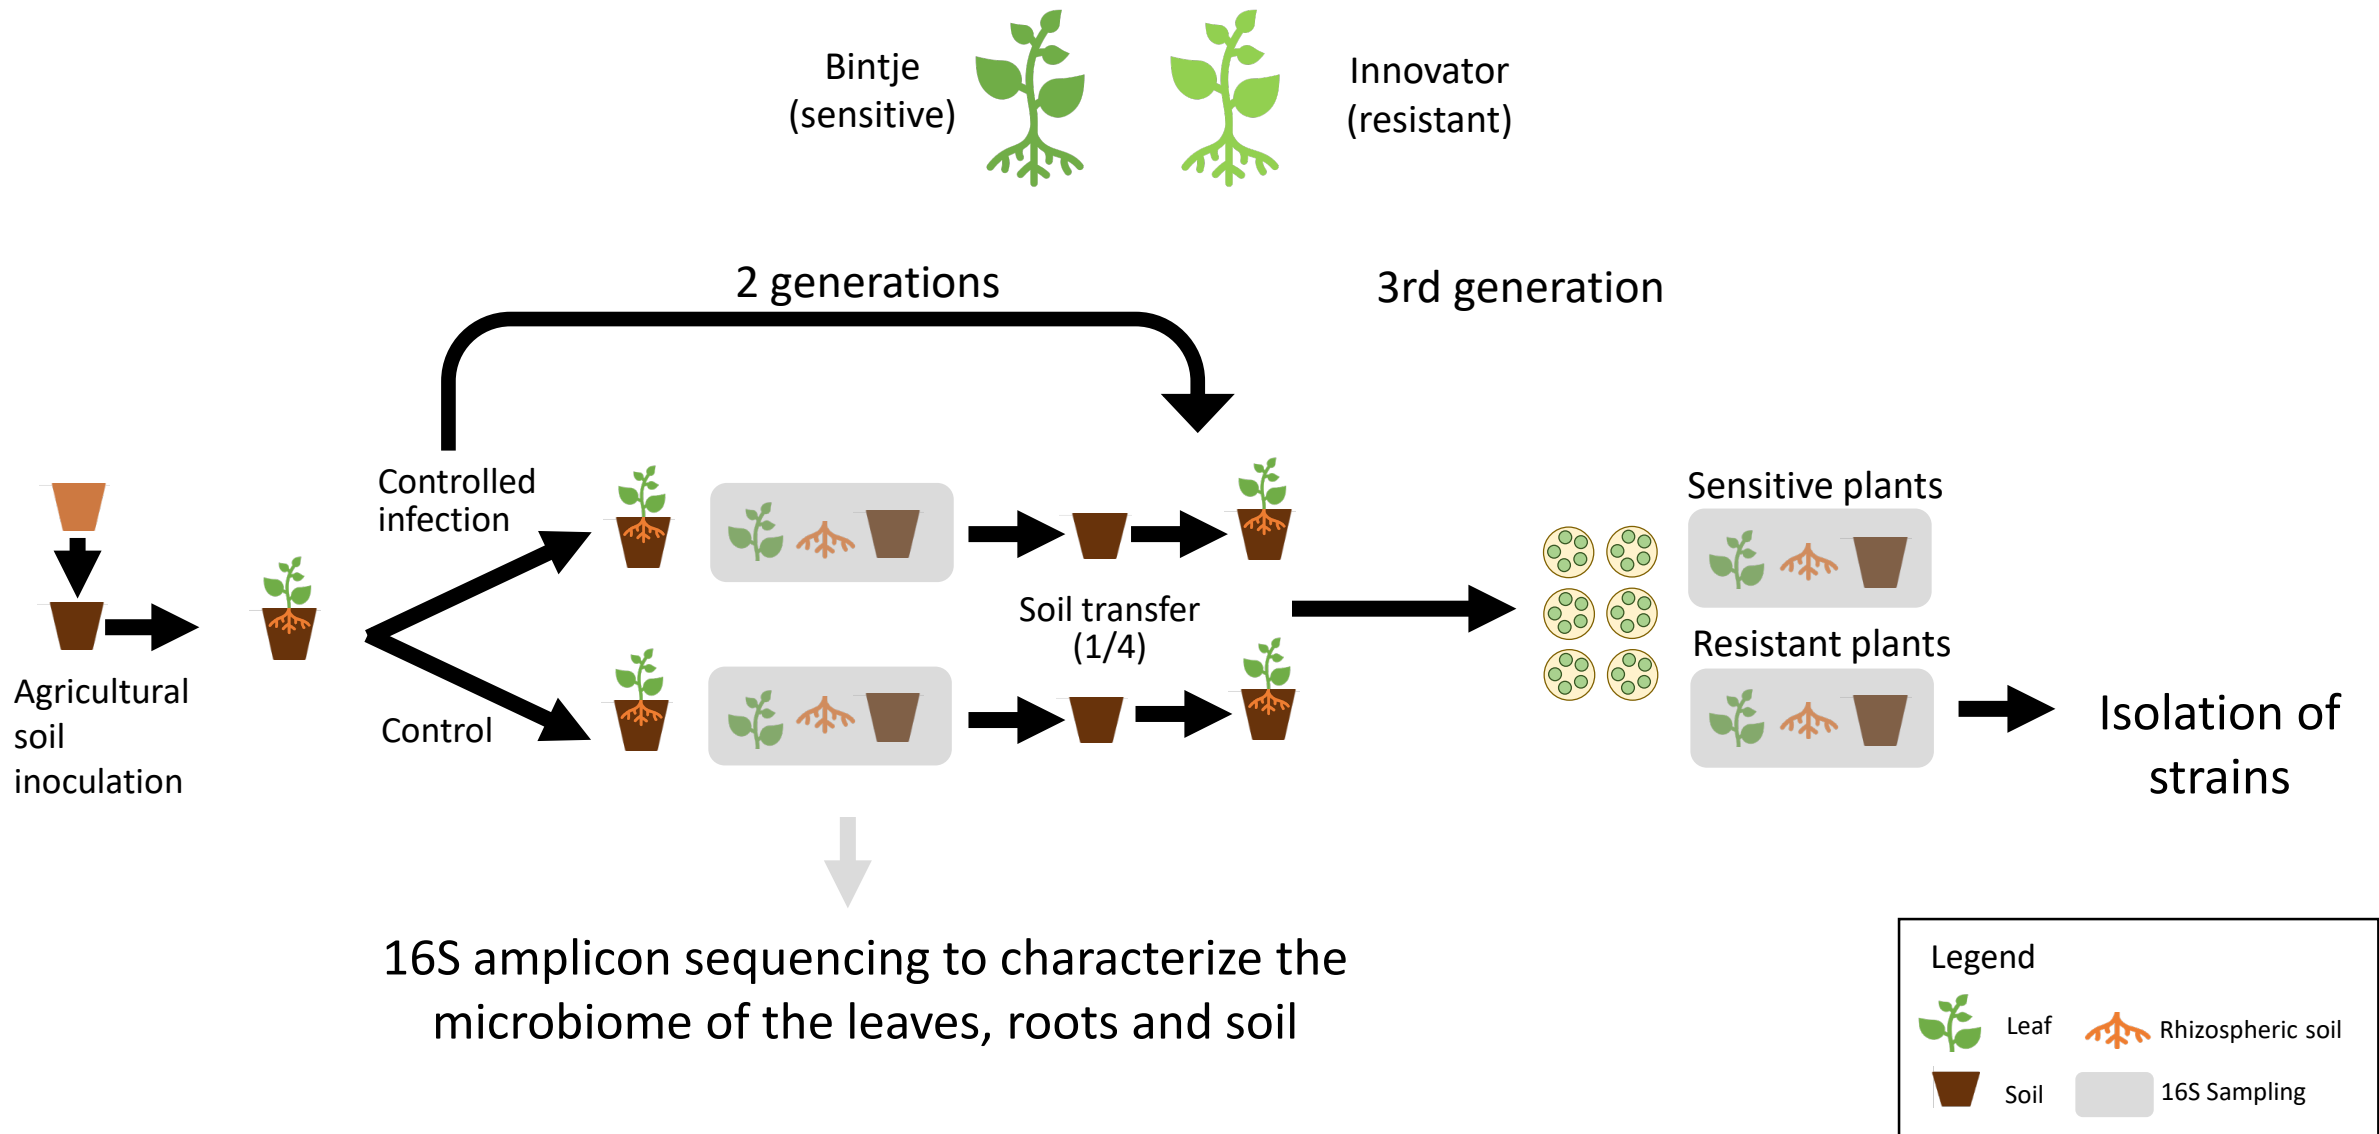 Bintje
(sensitive)
Innovator
(resistant)
2 generations
3rd generation
Controlled
infection
Control
Agricultural
soil
inoculation
Soil transfer
(1/4)
Sensitive plants
Resistant plants
Isolation of
strains
16S amplicon sequencing to characterize the
microbiome of the leaves, roots and soil
Legend
Leaf
Rhizospheric soil
Soil
16S Sampling